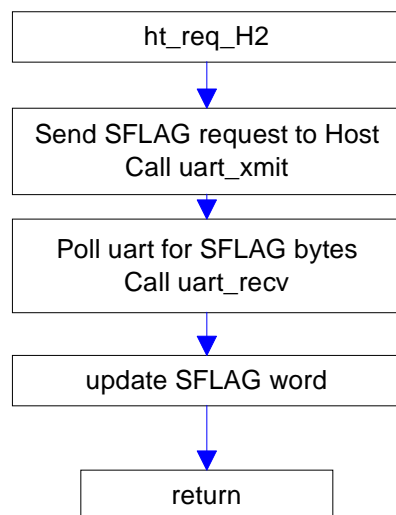 ht_req_H2
Send SFLAG request to Host
Call uart_xmit
Poll uart for SFLAG bytes
Call uart_recv
update SFLAG word
return